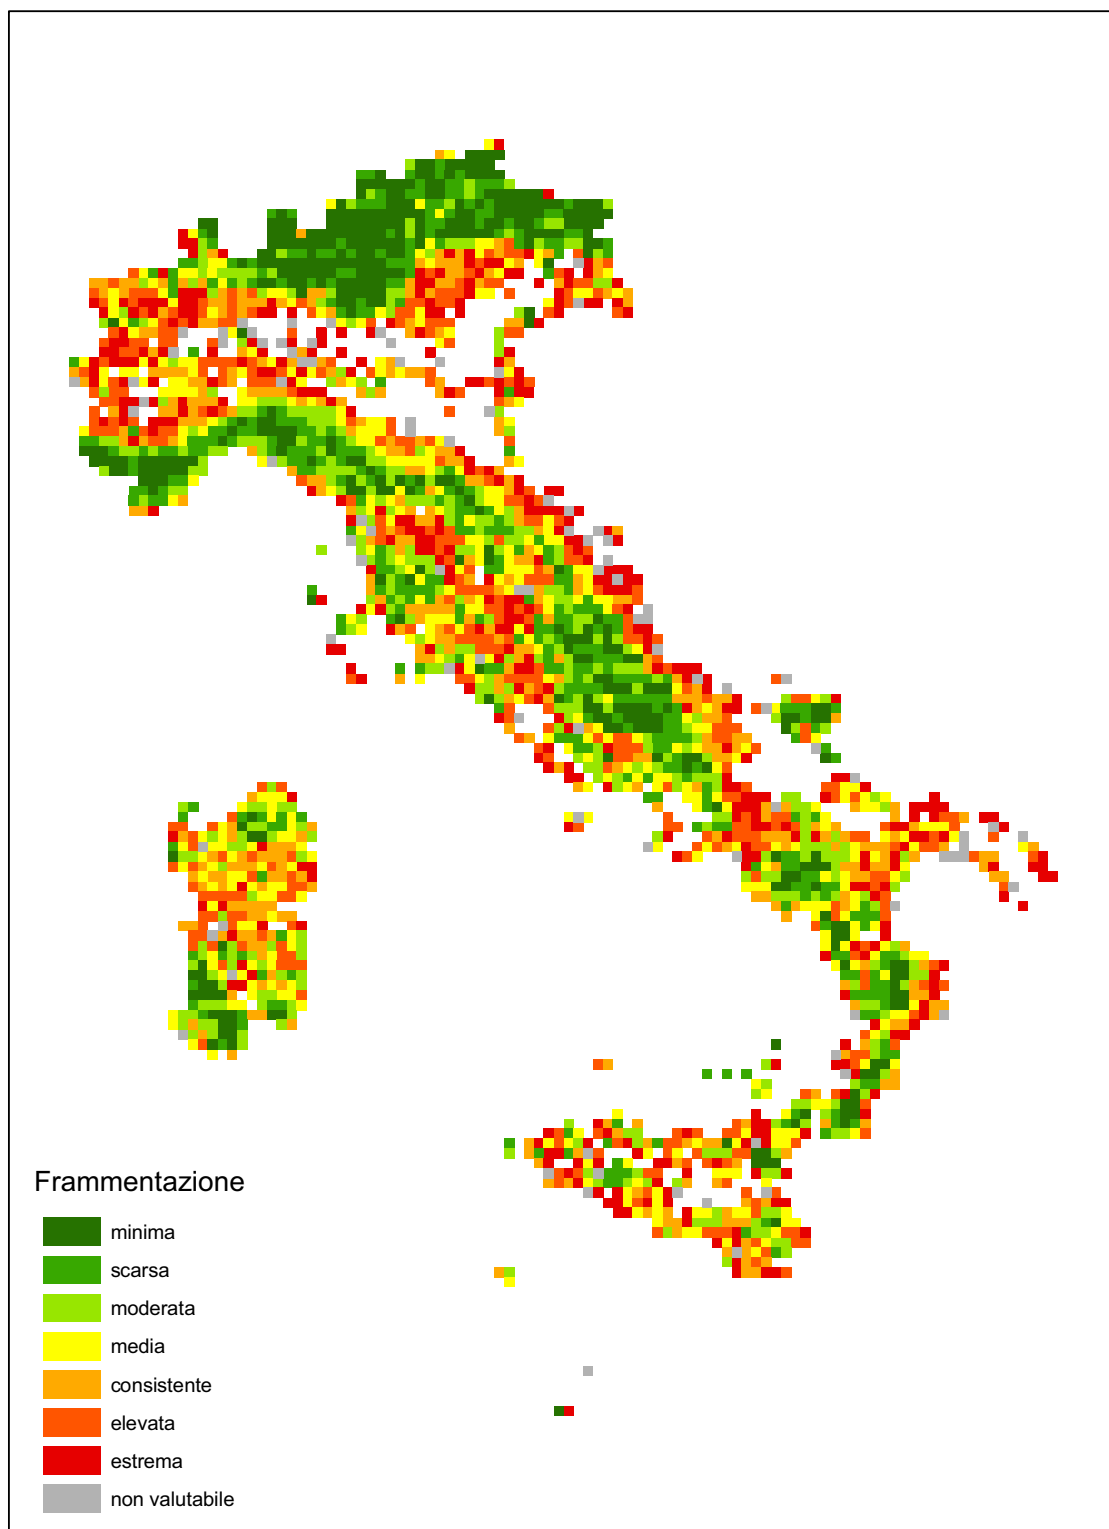 Frammentazione
minima
scarsa
moderata
media
consistente
elevata
estrema
non valutabile